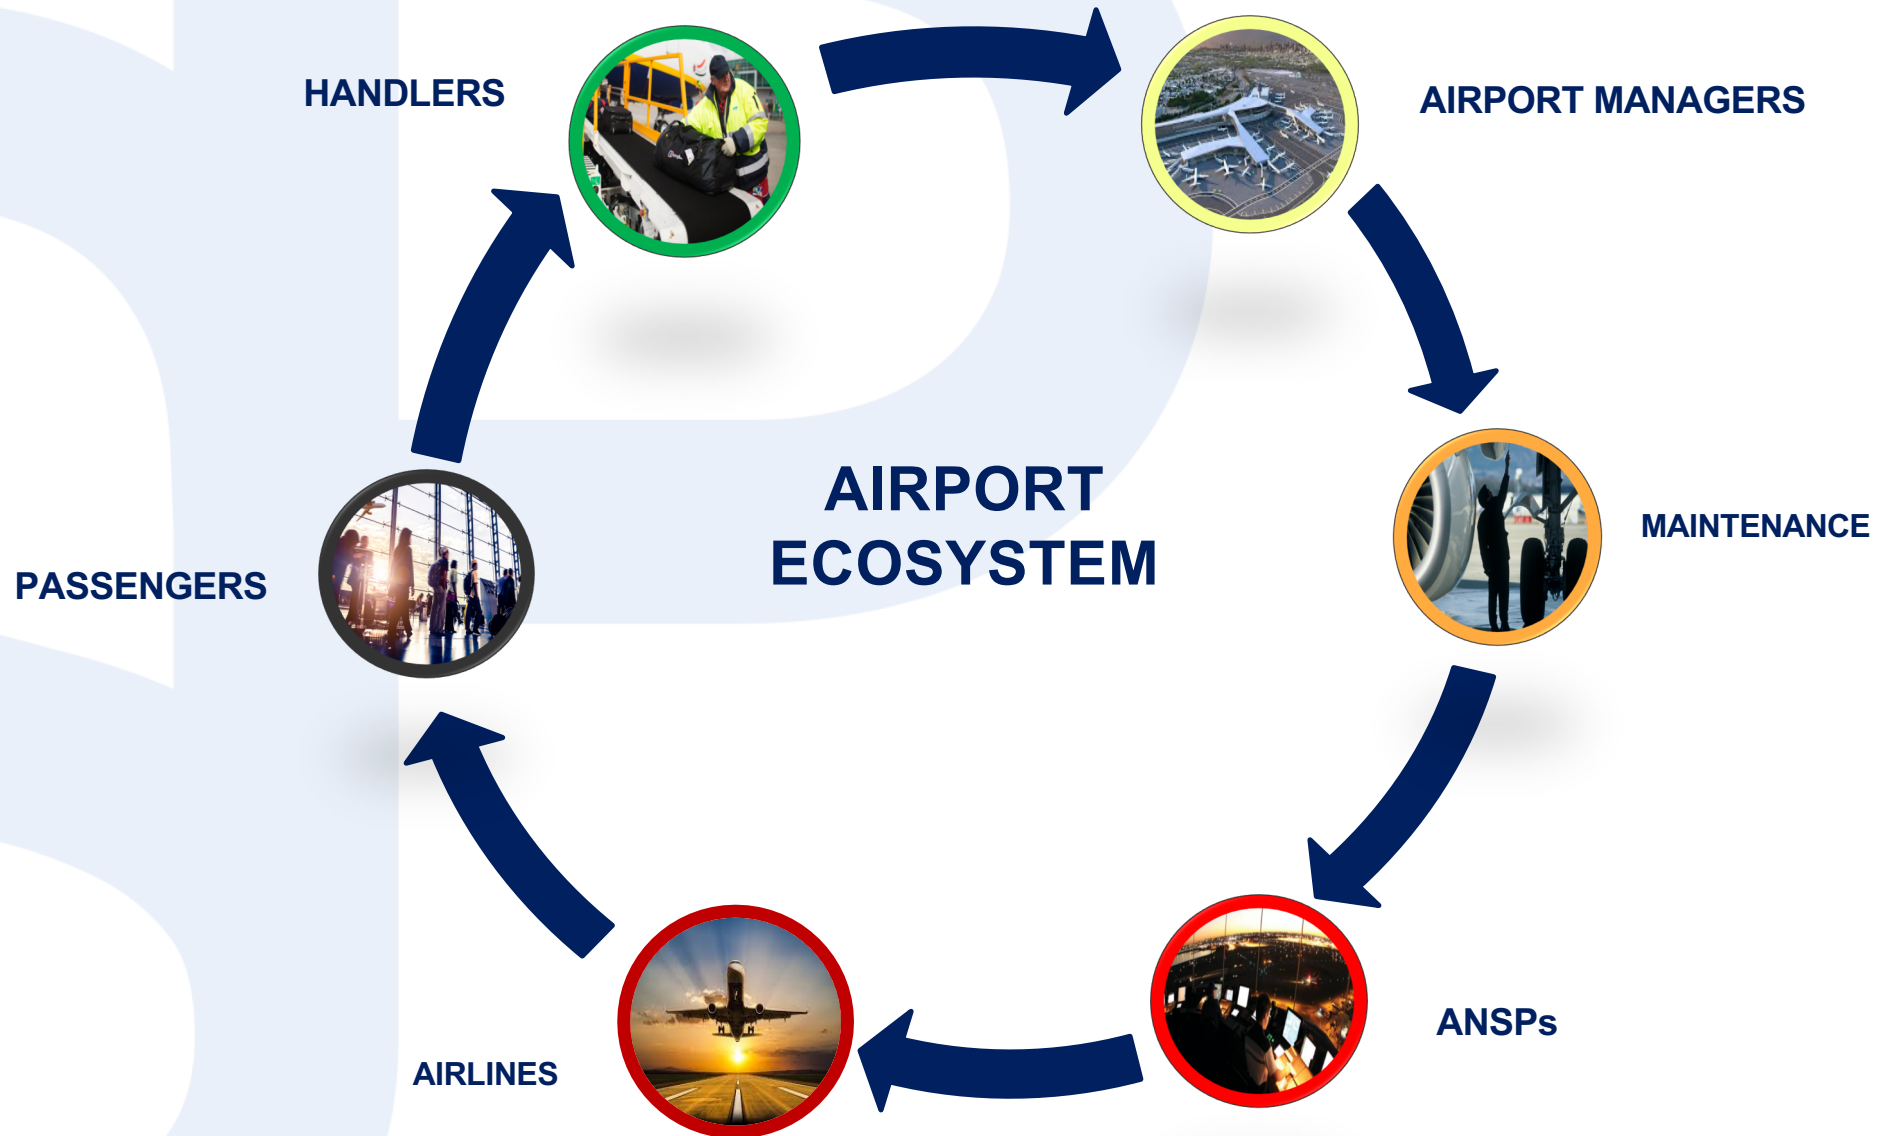 HANDLERS
AIRPORT MANAGERS
AIRPORT
ECOSYSTEM
MAINTENANCE
PASSENGERS
ANSPs
AIRLINES